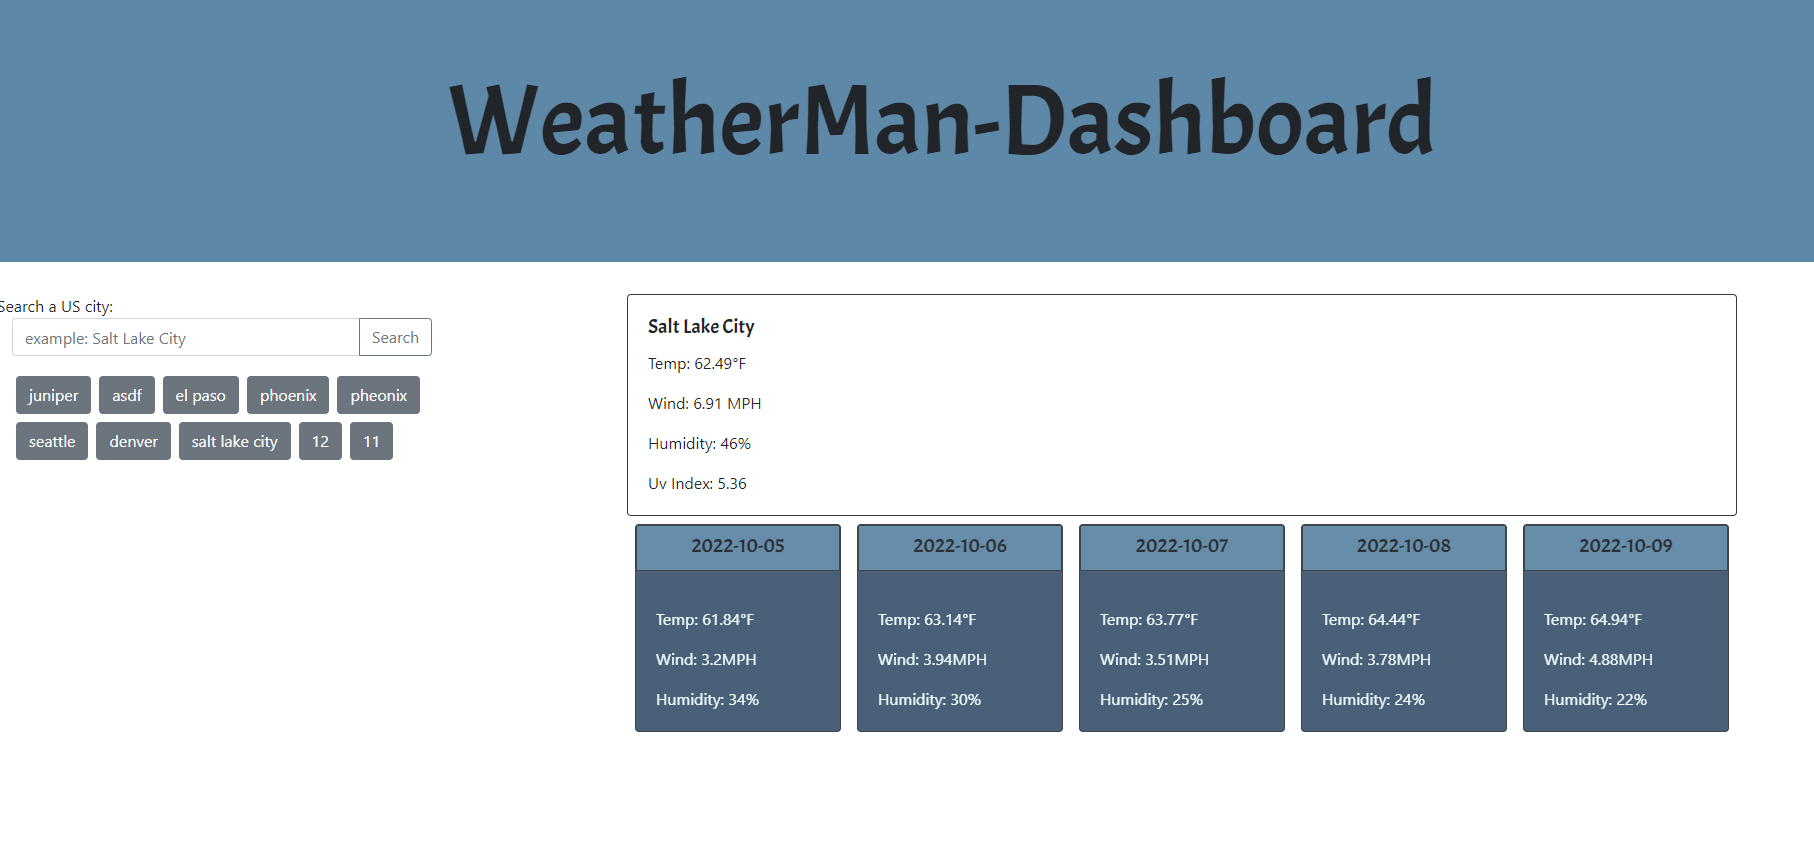 WeatherMan-Dashboard
Search a US city:
example: Salt Lake City Search
juniper asdf el paso phoenix pheonix
seattle denver salt lake city 12 11
Salt Lake City
Temp: 62.49°F
Wind: 6.91 MPH
Humidity: 46%
Uv Index: 5.36
2022-10-05
Temp: 61.84°F
Wind: 3.2MPH
Humidity: 34%
2022-10-06
Temp: 63.14°F
Wind: 3.94MPH
Humidity: 30%
2022-10-07
Temp: 63.77°F
Wind: 3.51MPH
Humidity: 25%
2022-10-08
Temp: 64.44°F
Wind: 3.78MPH
Humidity: 24%
2022-10-09
Temp: 64.94°F
Wind: 4.88MPH
Humidity: 22%